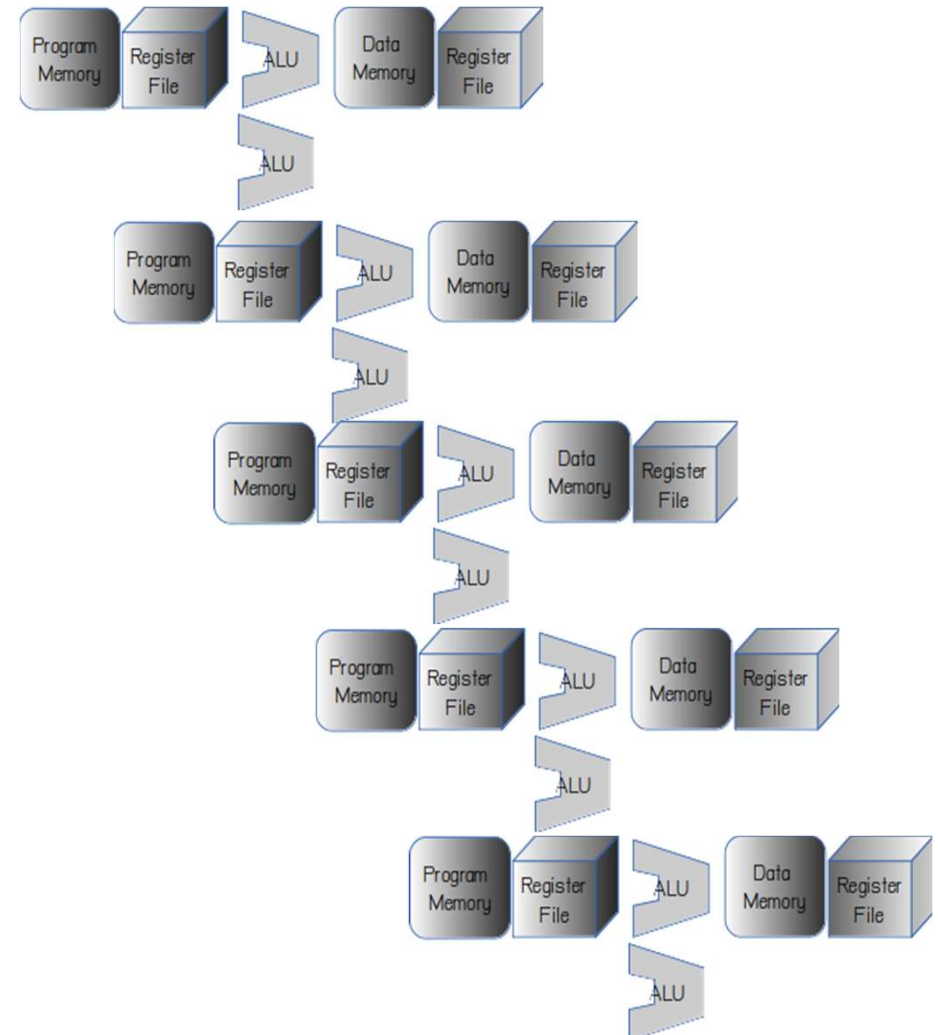 Program
Memory
Register
File
ALU
Data
Memory
Register
File
ALU
Program
Memory
Register
File
ALU
Data
Memory
Register
File
ALU
Program
Memory
Register
File
ALU
Data
Memory
Register
File
ALU
Program
Memory
Register
File
ALU
Data
Memory
Register
File
ALU
Program
Memory
Register
File
ALU
Data
Memory
Register
File
ALU